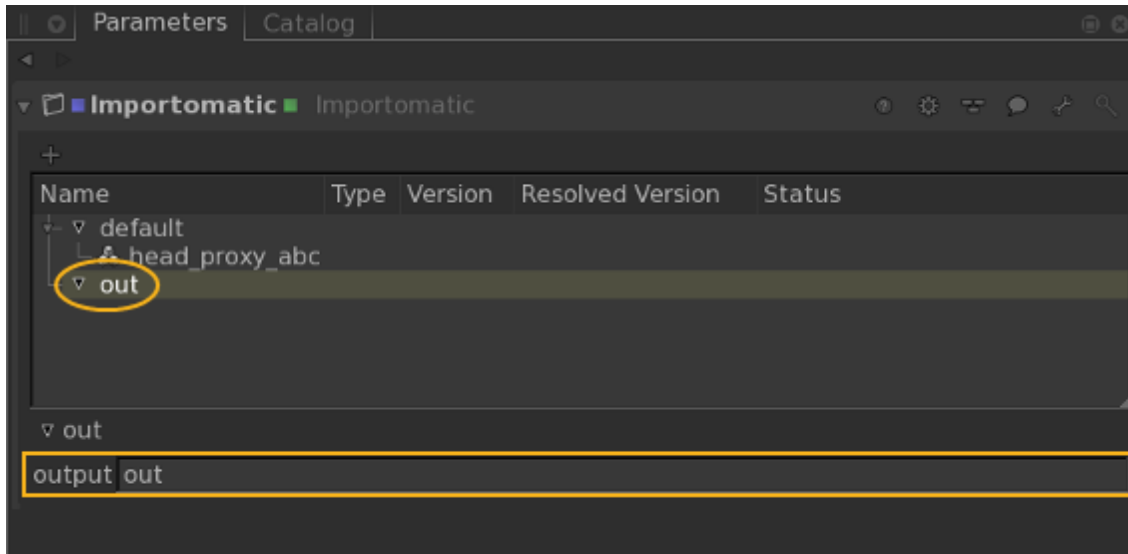 Parameters Catalog
Importomatic Importomatic
Name Type Version Resolved Version Status
default
head_proxy_abc
out
out
output out